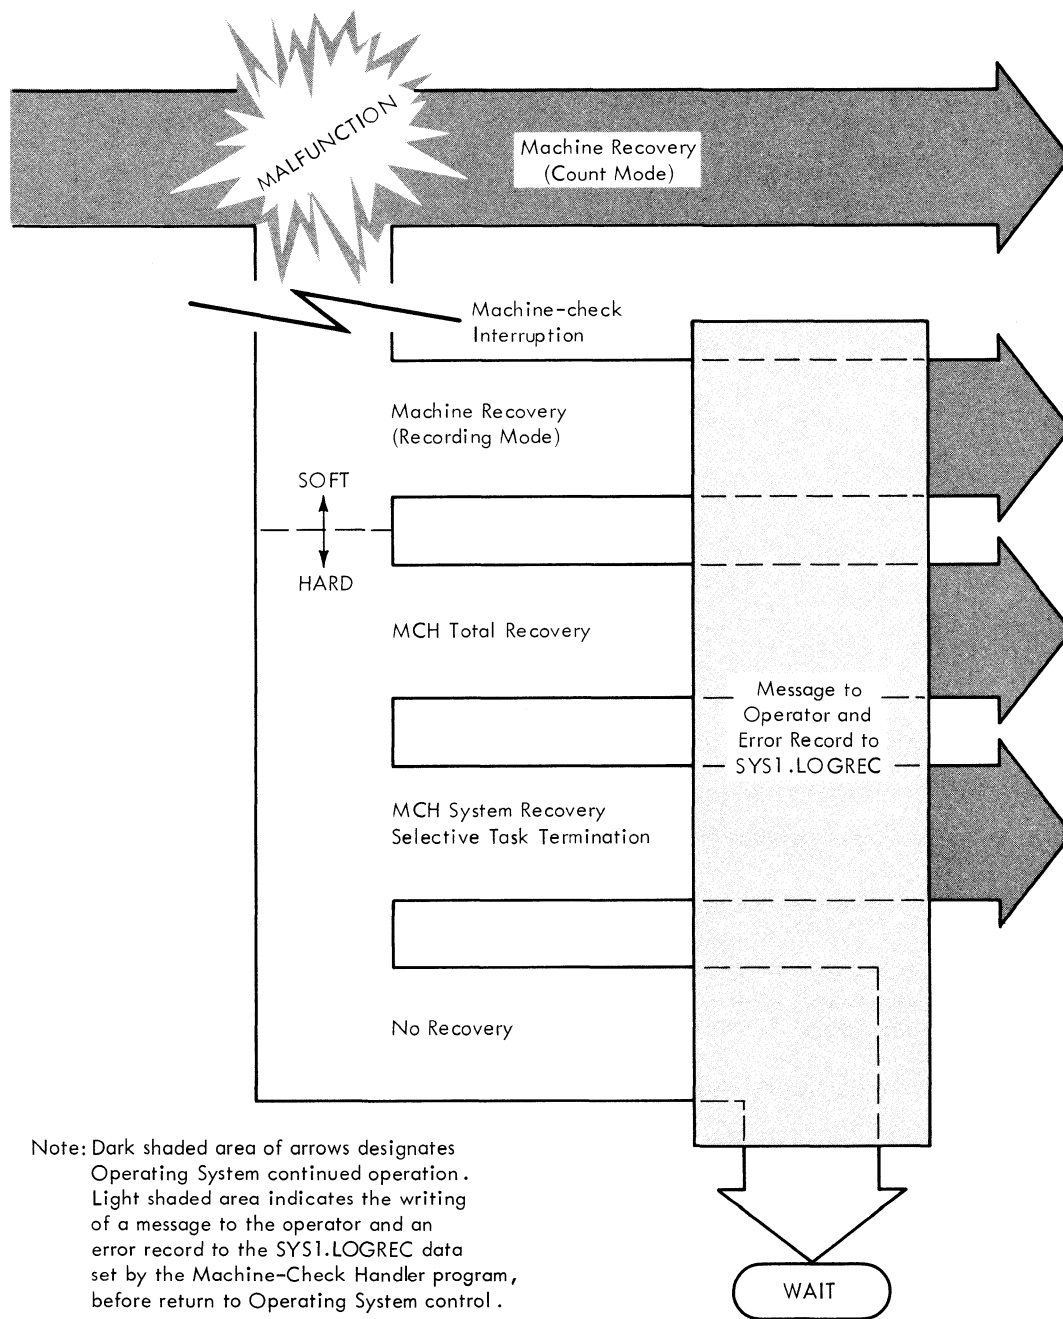 MALFUNCTION
Machine Recovery
(Count Mode)
Machine-check
Interruption
Machine Recovery
(Recording Mode)
SOFT
HARD
MCH Total Recovery
Message to
Operator and
Error Record to
SYS1.LOGREC
MCH System Recovery
Selective Task Termination
No Recovery
Note: Dark shaded area of arrows designates
Operating System continued operation.
Light shaded area indicates the writing
of a message to the operator and an
error record to the SYS1.LOGREC data
set by the Machine-Check Handler program,
before return to Operating System control.
WAIT